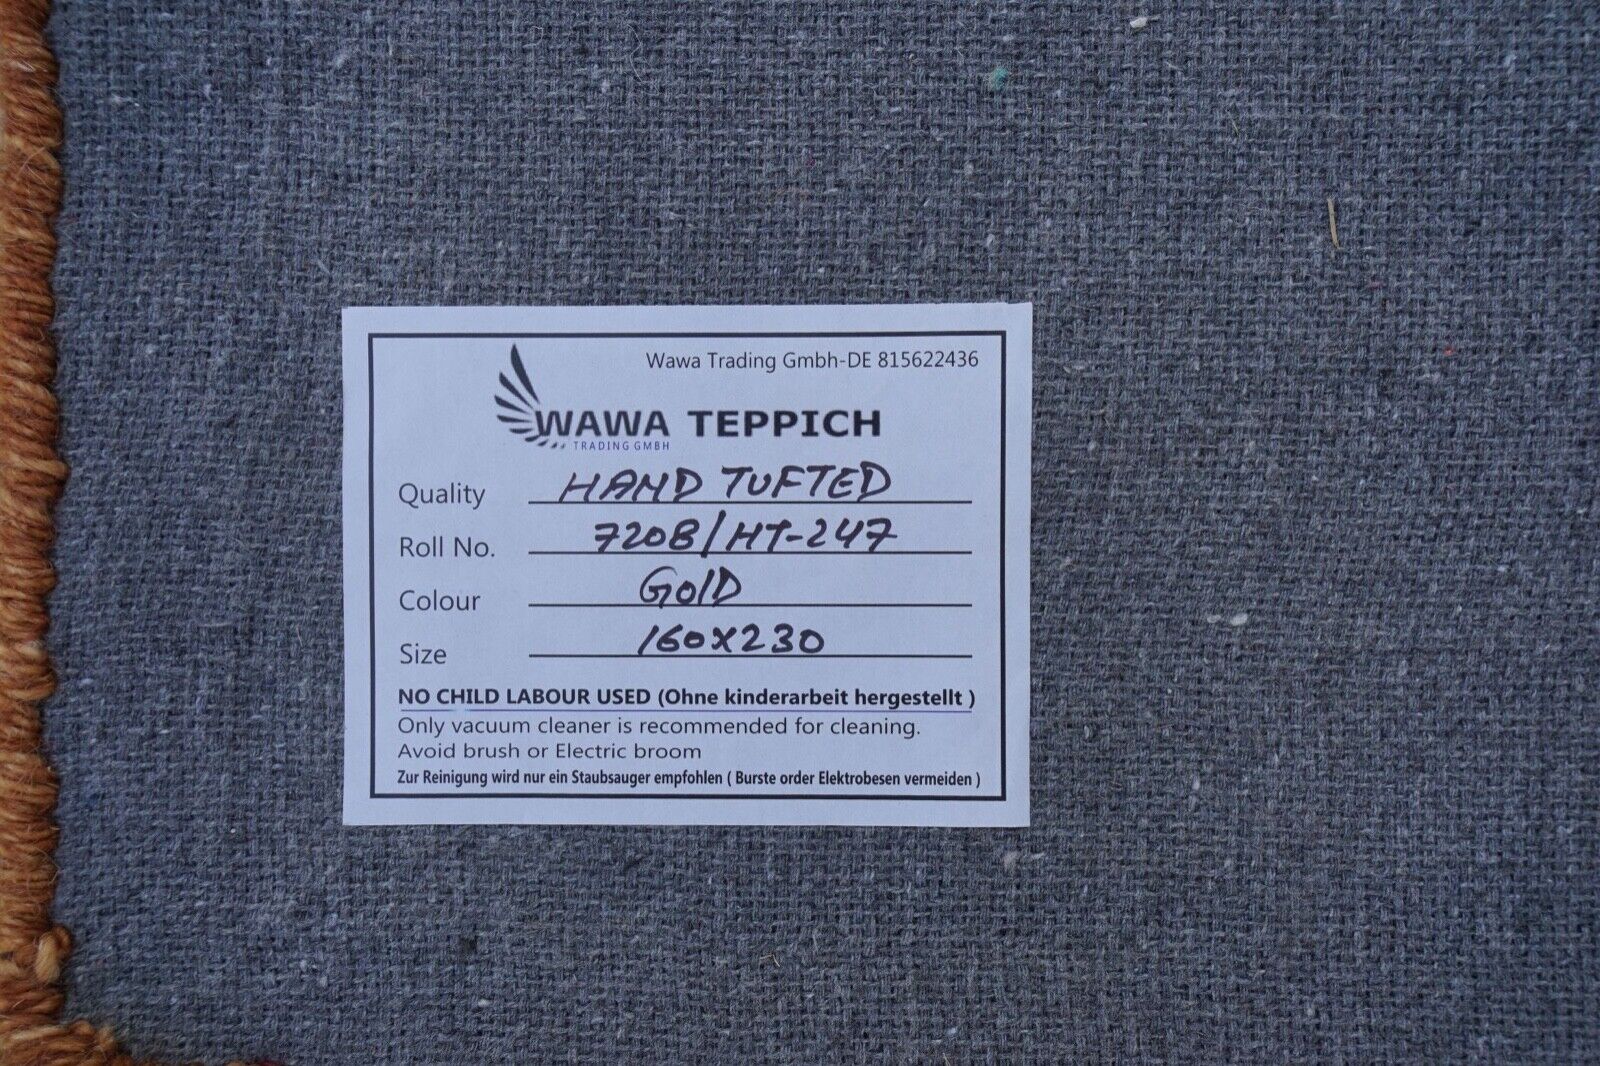 Wawa Trading Gmbh-DE 815622436
WAWA TEPPICH
TRADING GMBH
Quality HAND TUFTED
Roll No. 720B/HT-247
Colour GOlD
Size 160X230
NO CHILD LABOUR USED (Ohne kinderarbeit hergestellt )
Only vacuum cleaner is recommended for cleaning.
Avoid brush or Electric broom
Zur Reinigung wird nur ein Staubsauger empfohlen ( Burste order Elektrobesen vermeiden )